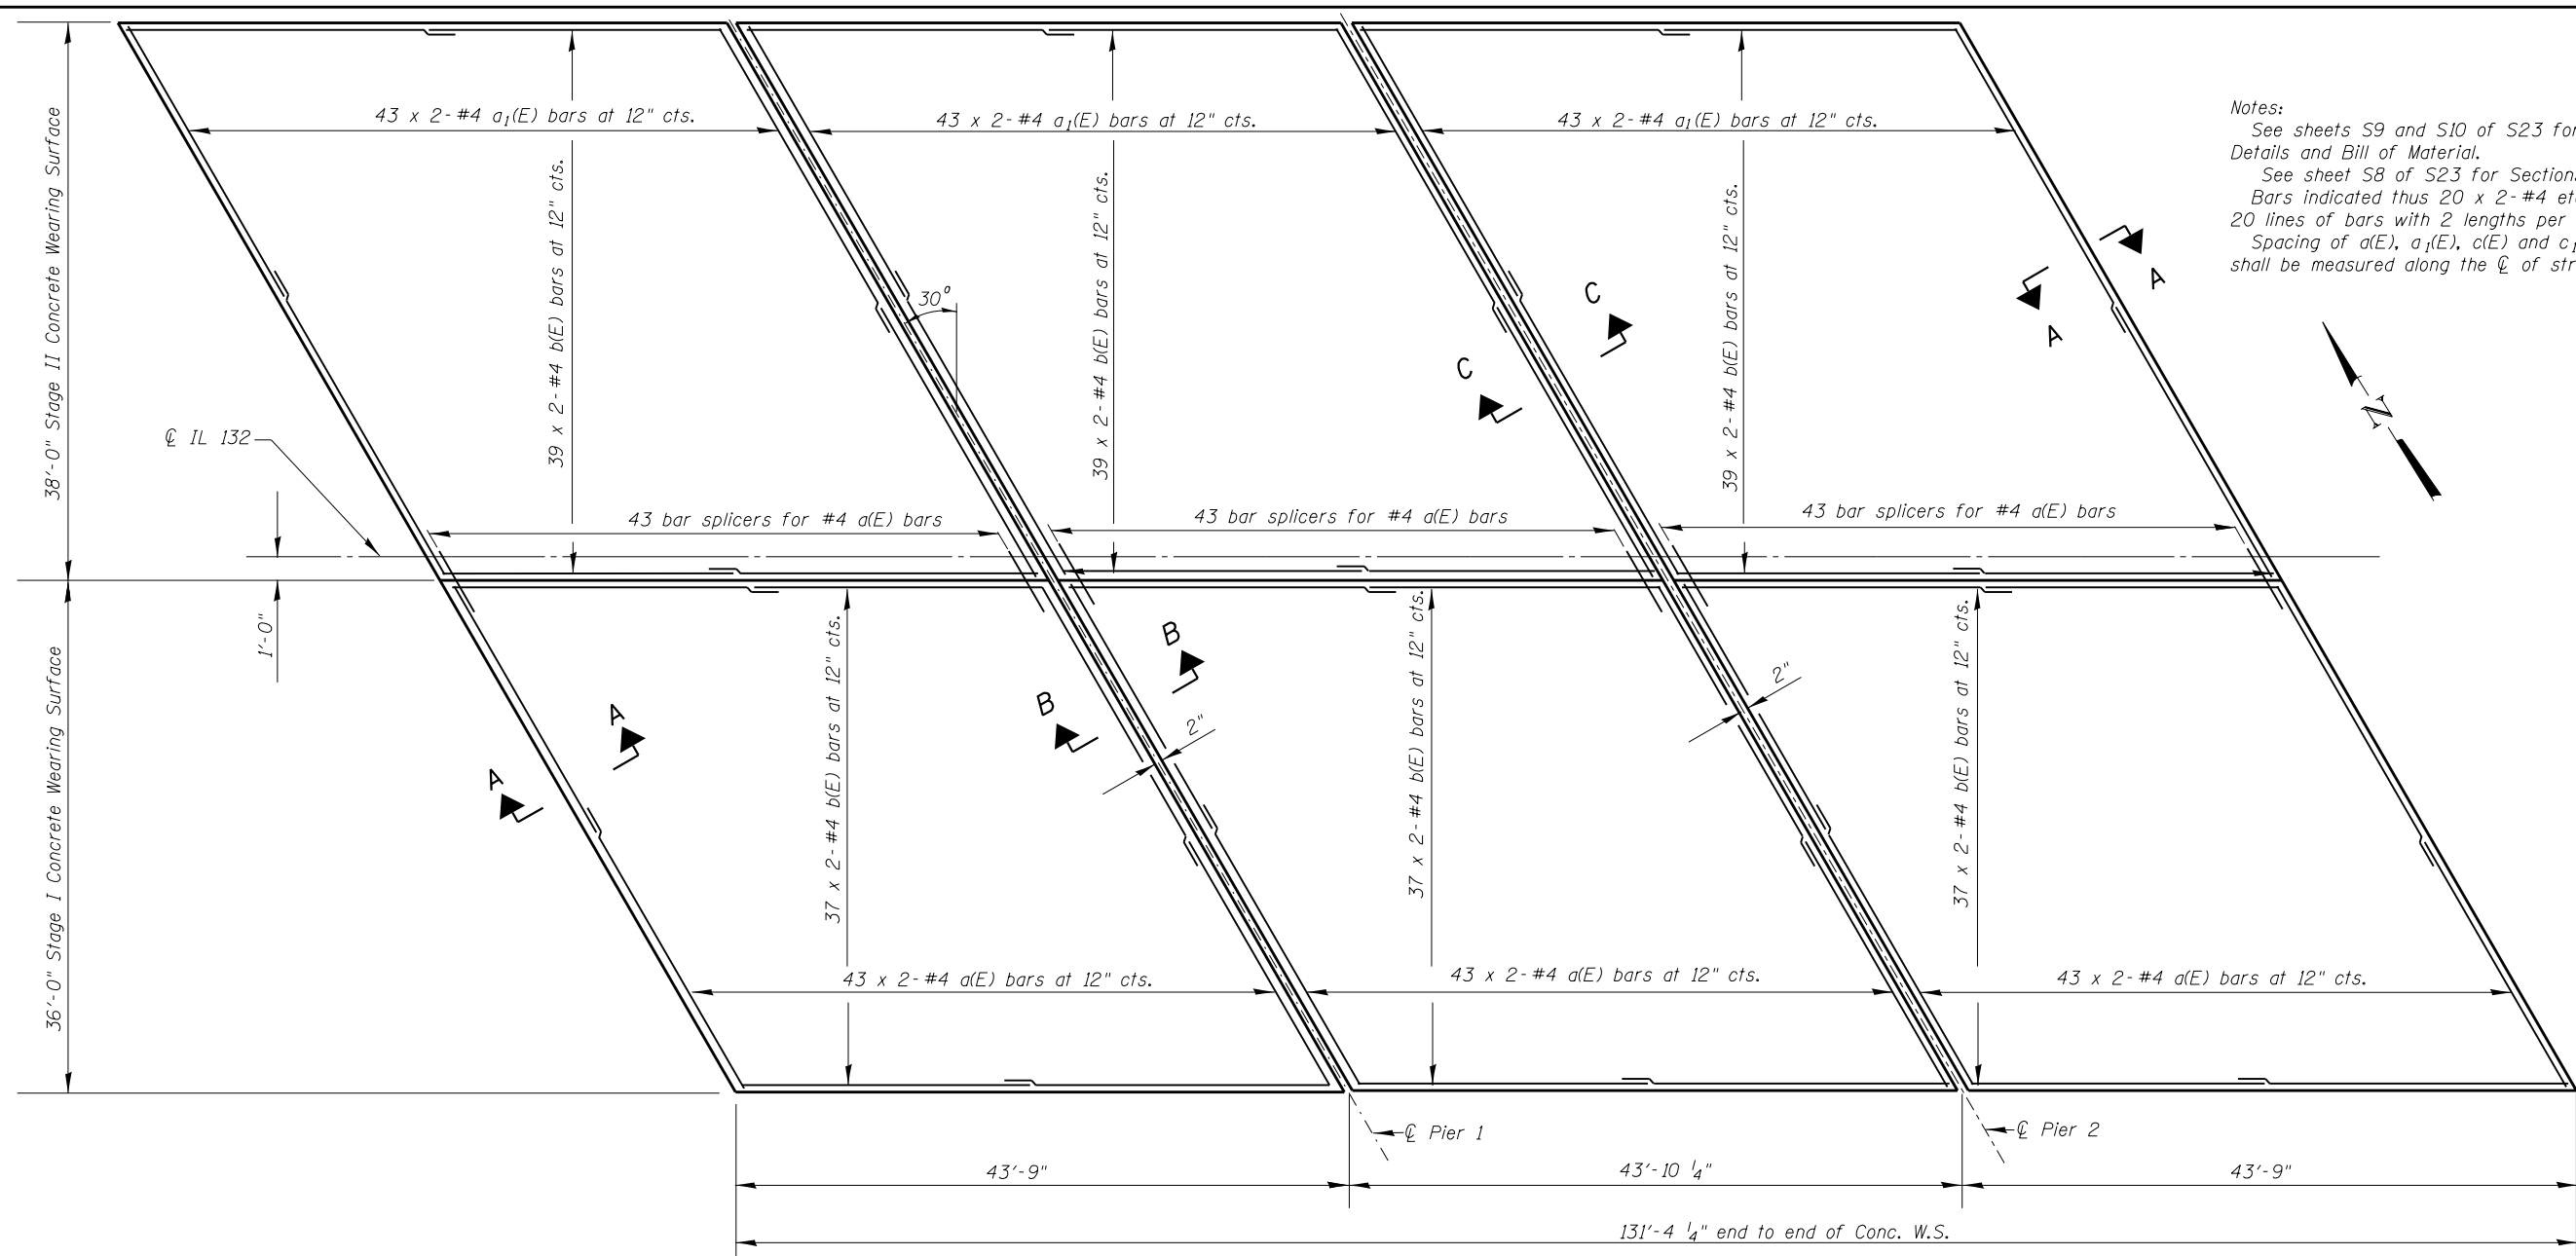 43 x 2-#4 a1(E) bars at 12" cts.
43 x 2-#4 a1(E) bars at 12" cts.
43 x 2-#4 a1(E) bars at 12" cts.
Notes:
See sheets S9 and S10 of S23 for
Details and Bill of Material.
See sheet S8 of S23 for
Bars indicated thus 20 x 2-#4
20 lines of bars with 2 lengths per
Spacing of a(E), a1(E), c(E) and
shall be measured along the ℄ of
38'-0" Stage II Concrete Wearing Surface
39 x 2-#4 b(E) bars at 12" cts.
39 x 2-#4 b(E) bars at 12" cts.
39 x 2-#4 b(E) bars at 12" cts.
30°
A
A
C
C
N
℄ IL 132
43 bar splicers for #4 a(E) bars
43 bar splicers for #4 a(E) bars
43 bar splicers for #4 a(E) bars
1'-0"
36'-0" Stage I Concrete Wearing Surface
37 x 2-#4 b(E) bars at 12" cts.
37 x 2-#4 b(E) bars at 12" cts.
37 x 2-#4 b(E) bars at 12" cts.
B
B
2"
2"
A
A
43 x 2-#4 a(E) bars at 12" cts.
43 x 2-#4 a(E) bars at 12" cts.
43 x 2-#4 a(E) bars at 12" cts.
℄ Pier 1
℄ Pier 2
43'-9"
43'-10 1/4"
43'-9"
131'-4 1/4" end to end of Conc. W.S.